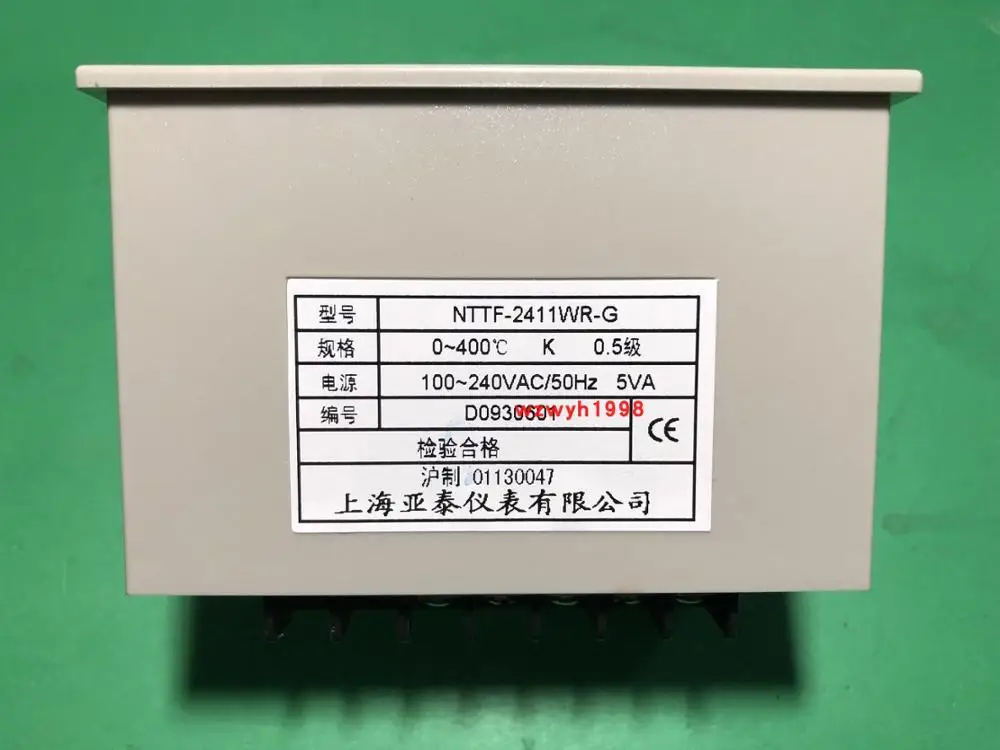 型号 NTTF-2411WR-G
规格 0~400℃ K 0.5级
电源 100~240VAC/50Hz 5VA
编号 D0930601
wzwyh1998
CE
检验合格
沪制 01130047
上海亚泰仪表有限公司